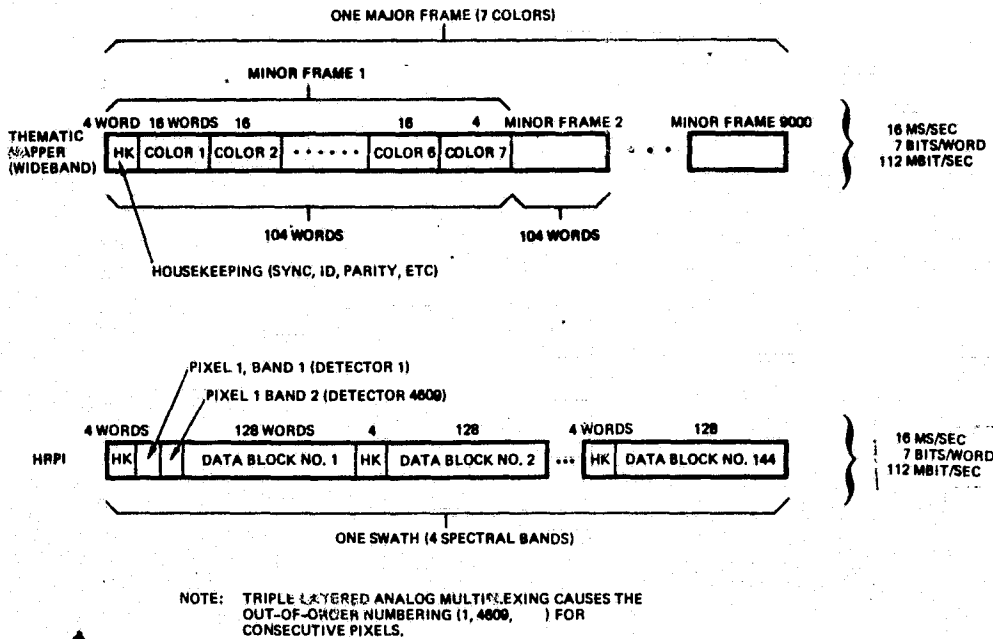 ONE MAJOR FRAME (7 COLORS)
MINOR FRAME 1
4 WORD 16 WORDS 16 16 4 MINOR FRAME 2 MINOR FRAME 9000
THEMATIC MAPPER (WIDEBAND)
HK COLOR 1 COLOR 2 ...... COLOR 6 COLOR 7 ...
16 MS/SEC
7 BITS/WORD
112 MBIT/SEC
104 WORDS 104 WORDS
HOUSEKEEPING (SYNC, ID, PARITY, ETC)
PIXEL 1, BAND 1 (DETECTOR 1)
PIXEL 1 BAND 2 (DETECTOR 4609)
4 WORDS 128 WORDS 4 128 4 WORDS 128
HRPI
HK DATA BLOCK NO. 1 HK DATA BLOCK NO. 2 ... HK DATA BLOCK NO. 144
16 MS/SEC
7 BITS/WORD
112 MBIT/SEC
ONE SWATH (4 SPECTRAL BANDS)
NOTE: TRIPLE LAYERED ANALOG MULTIPLEXING CAUSES THE
OUT-OF-ORDER NUMBERING (1, 4609, ) FOR
CONSECUTIVE PIXELS.